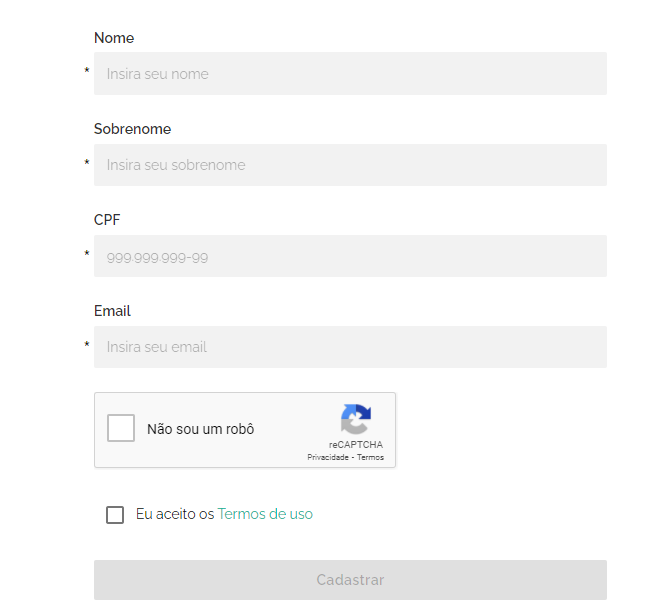 Nome
* Insira seu nome
Sobrenome
* Insira seu sobrenome
CPF
* 999.999.999-99
Email
* Insira seu email
Não sou um robô
reCAPTCHA
Privacidade - Termos
Eu aceito os Termos de uso
Cadastrar